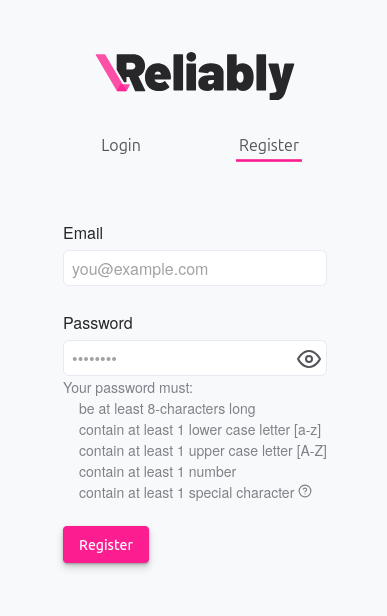 Reliably
Login Register
Email
you@example.com
Password
••••••••
Your password must:
be at least 8-characters long
contain at least 1 lower case letter [a-z]
contain at least 1 upper case letter [A-Z]
contain at least 1 number
contain at least 1 special character ?
Register